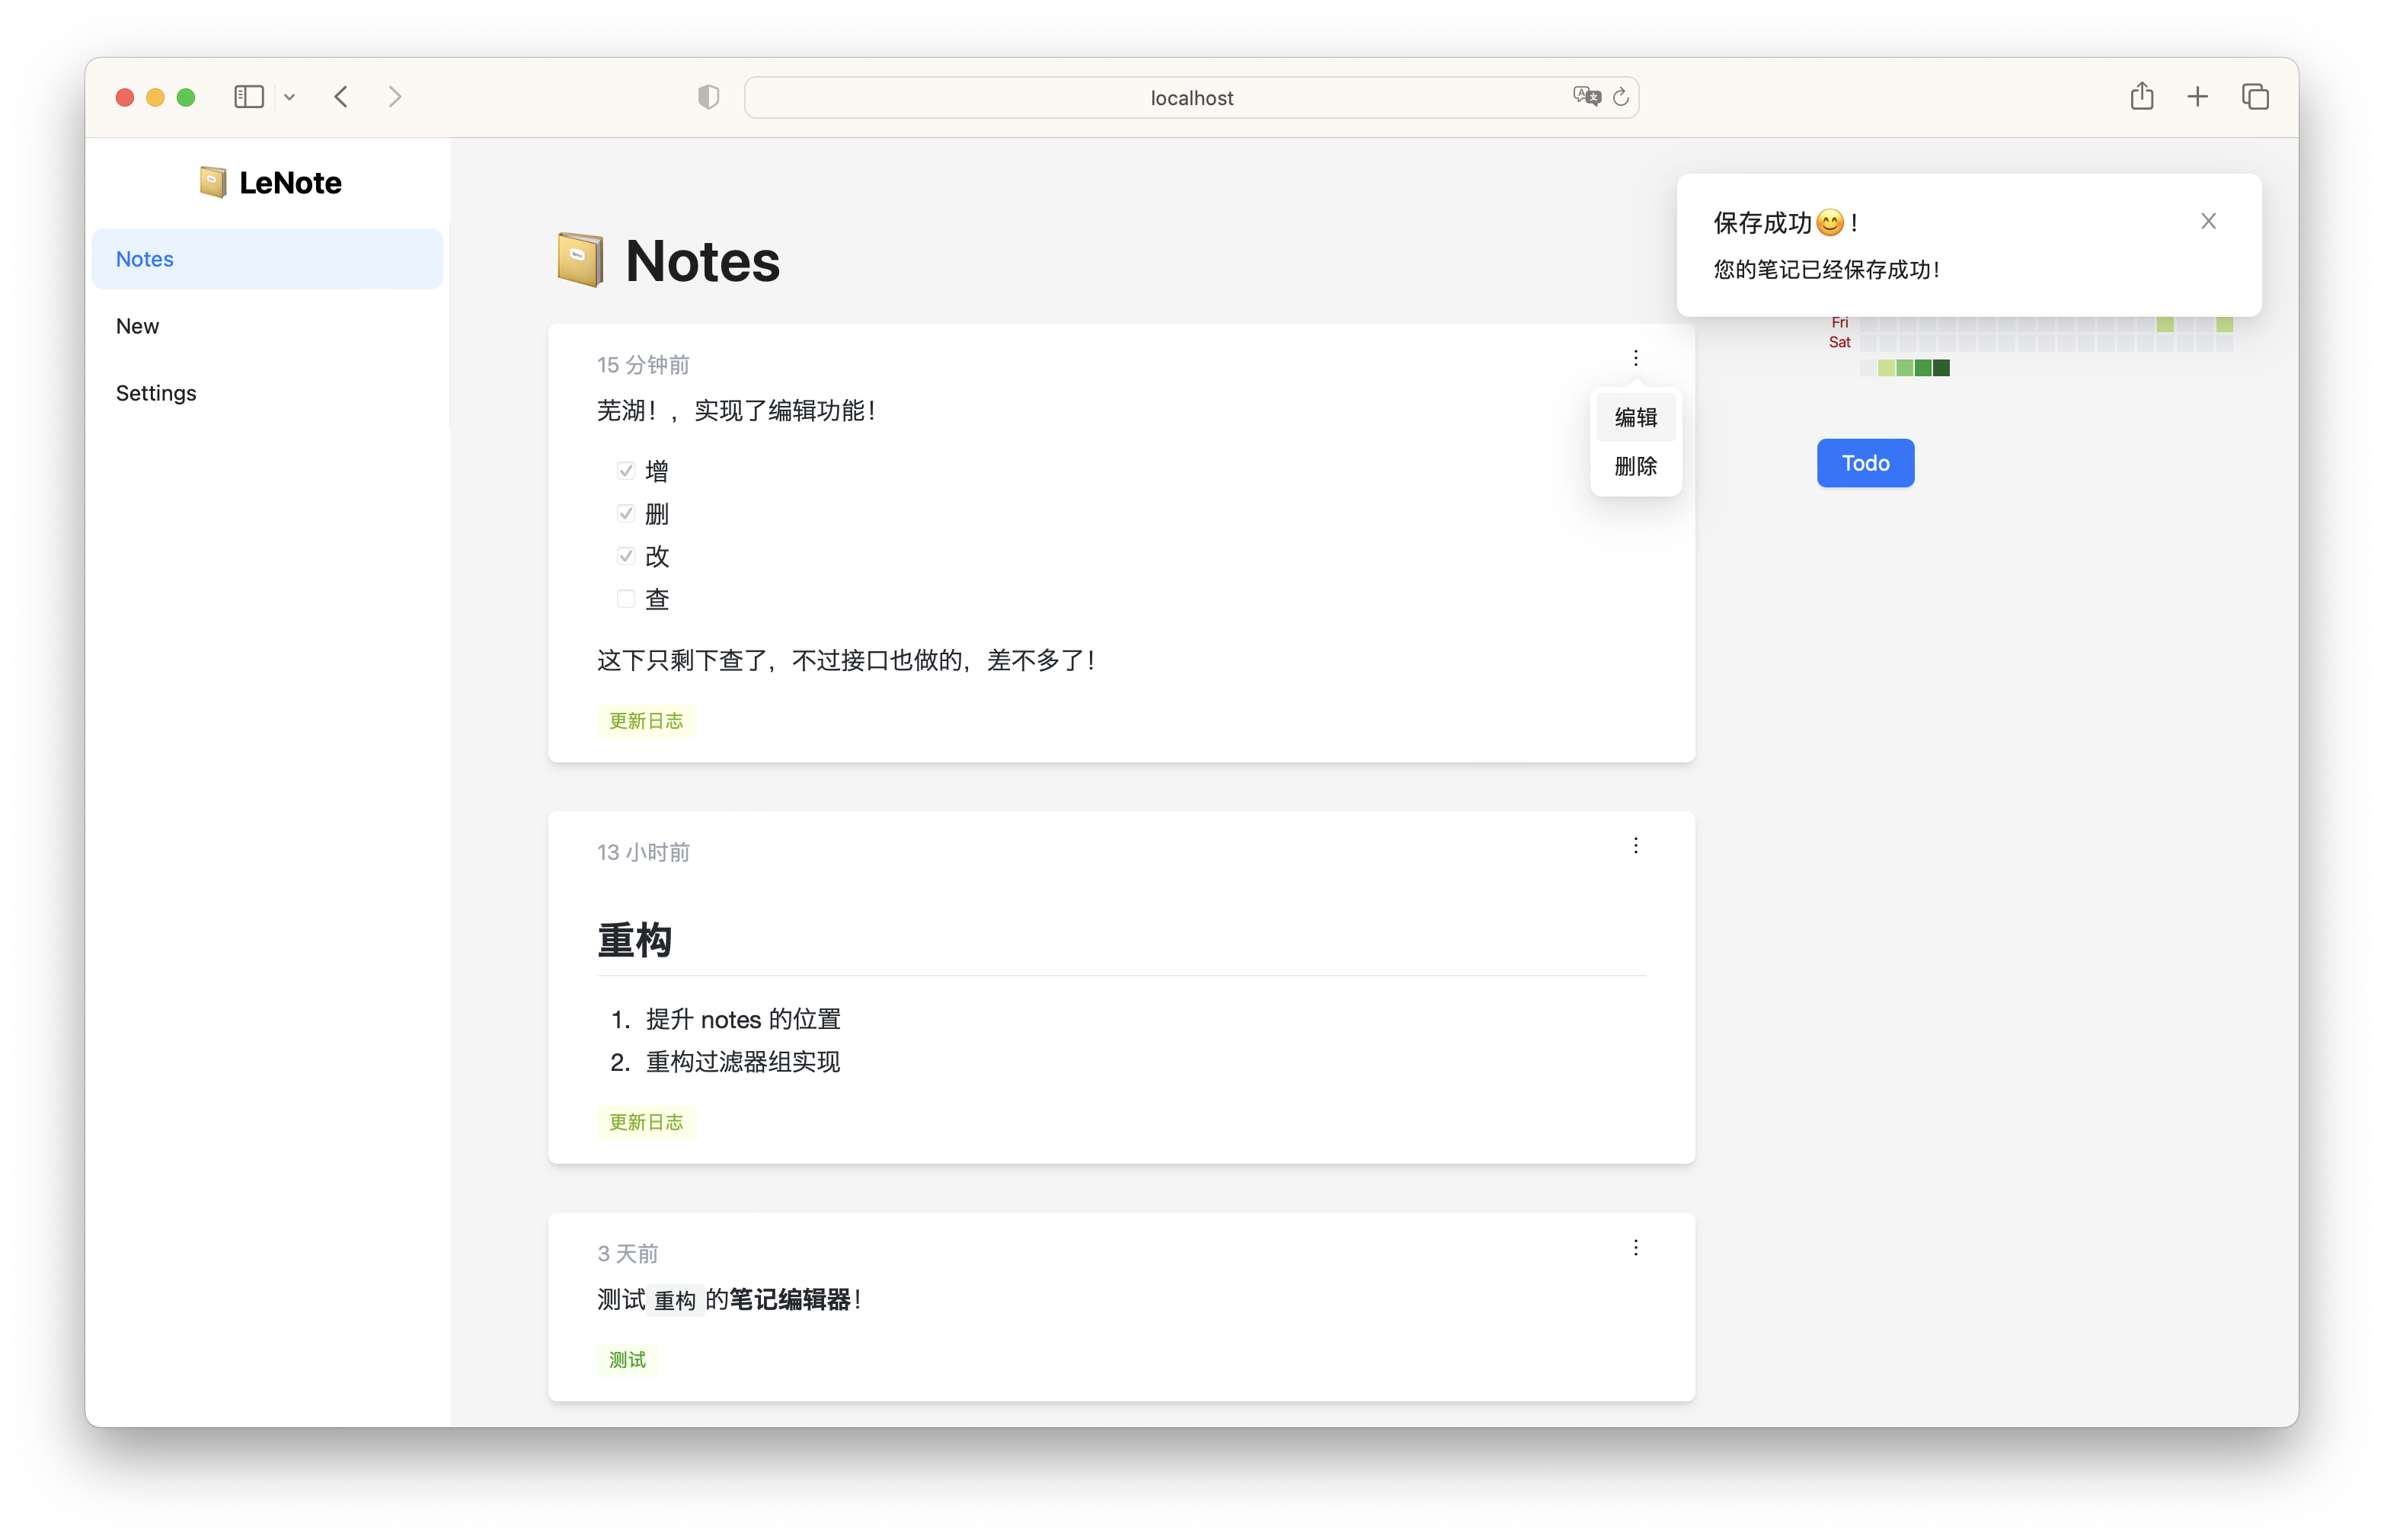 localhost
LeNote
Notes
New
Settings
Notes
保存成功😊！
您的笔记已经保存成功！
Fri
Sat
Todo
15 分钟前
芜湖！，实现了编辑功能！
增
删
改
查
这下只剩下查了，不过接口也做的，差不多了！
更新日志
编辑
删除
13 小时前
重构
1. 提升 notes 的位置
2. 重构过滤器组实现
更新日志
3 天前
测试 重构 的笔记编辑器！
测试